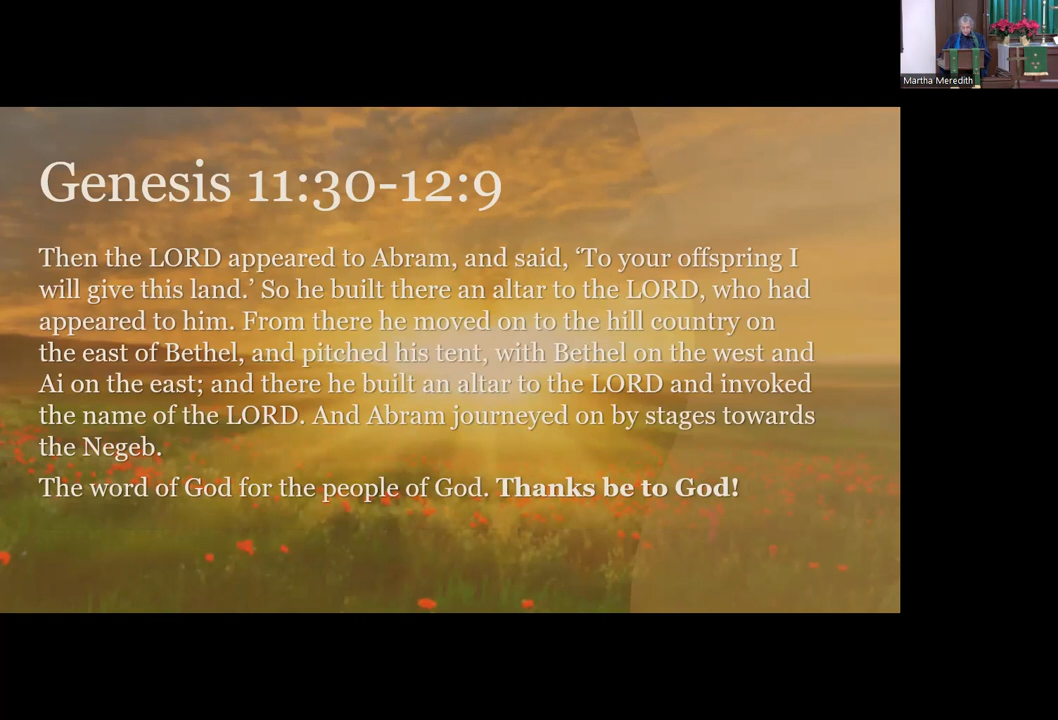 Martha Meredith
Genesis 11:30-12:9
Then the LORD appeared to Abram, and said, ‘To your offspring I
will give this land.’ So he built there an altar to the LORD, who had
appeared to him. From there he moved on to the hill country on
the east of Bethel, and pitched his tent, with Bethel on the west and
Ai on the east; and there he built an altar to the LORD and invoked
the name of the LORD. And Abram journeyed on by stages towards
the Negeb.
The word of God for the people of God. Thanks be to God!